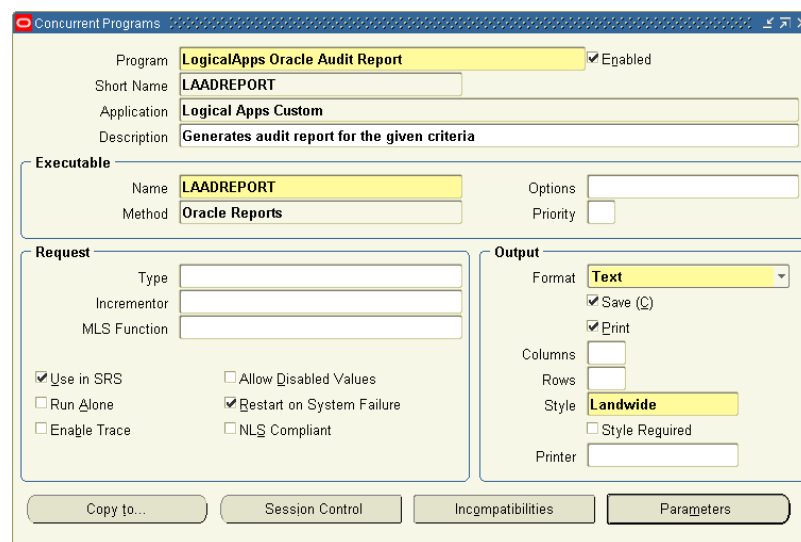 Concurrent Programs
Program LogicalApps Oracle Audit Report Enabled
Short Name LAADREPORT
Application Logical Apps Custom
Description Generates audit report for the given criteria
Executable
Name LAADREPORT Options
Method Oracle Reports Priority
Request Output
Type Format Text
Incrementor Save (C)
MLS Function Print
Columns
Use in SRS Allow Disabled Values Rows
Run Alone Restart on System Failure Style Landwide
Enable Trace NLS Compliant Style Required
Printer
Copy to... Session Control Incompatibilities Parameters